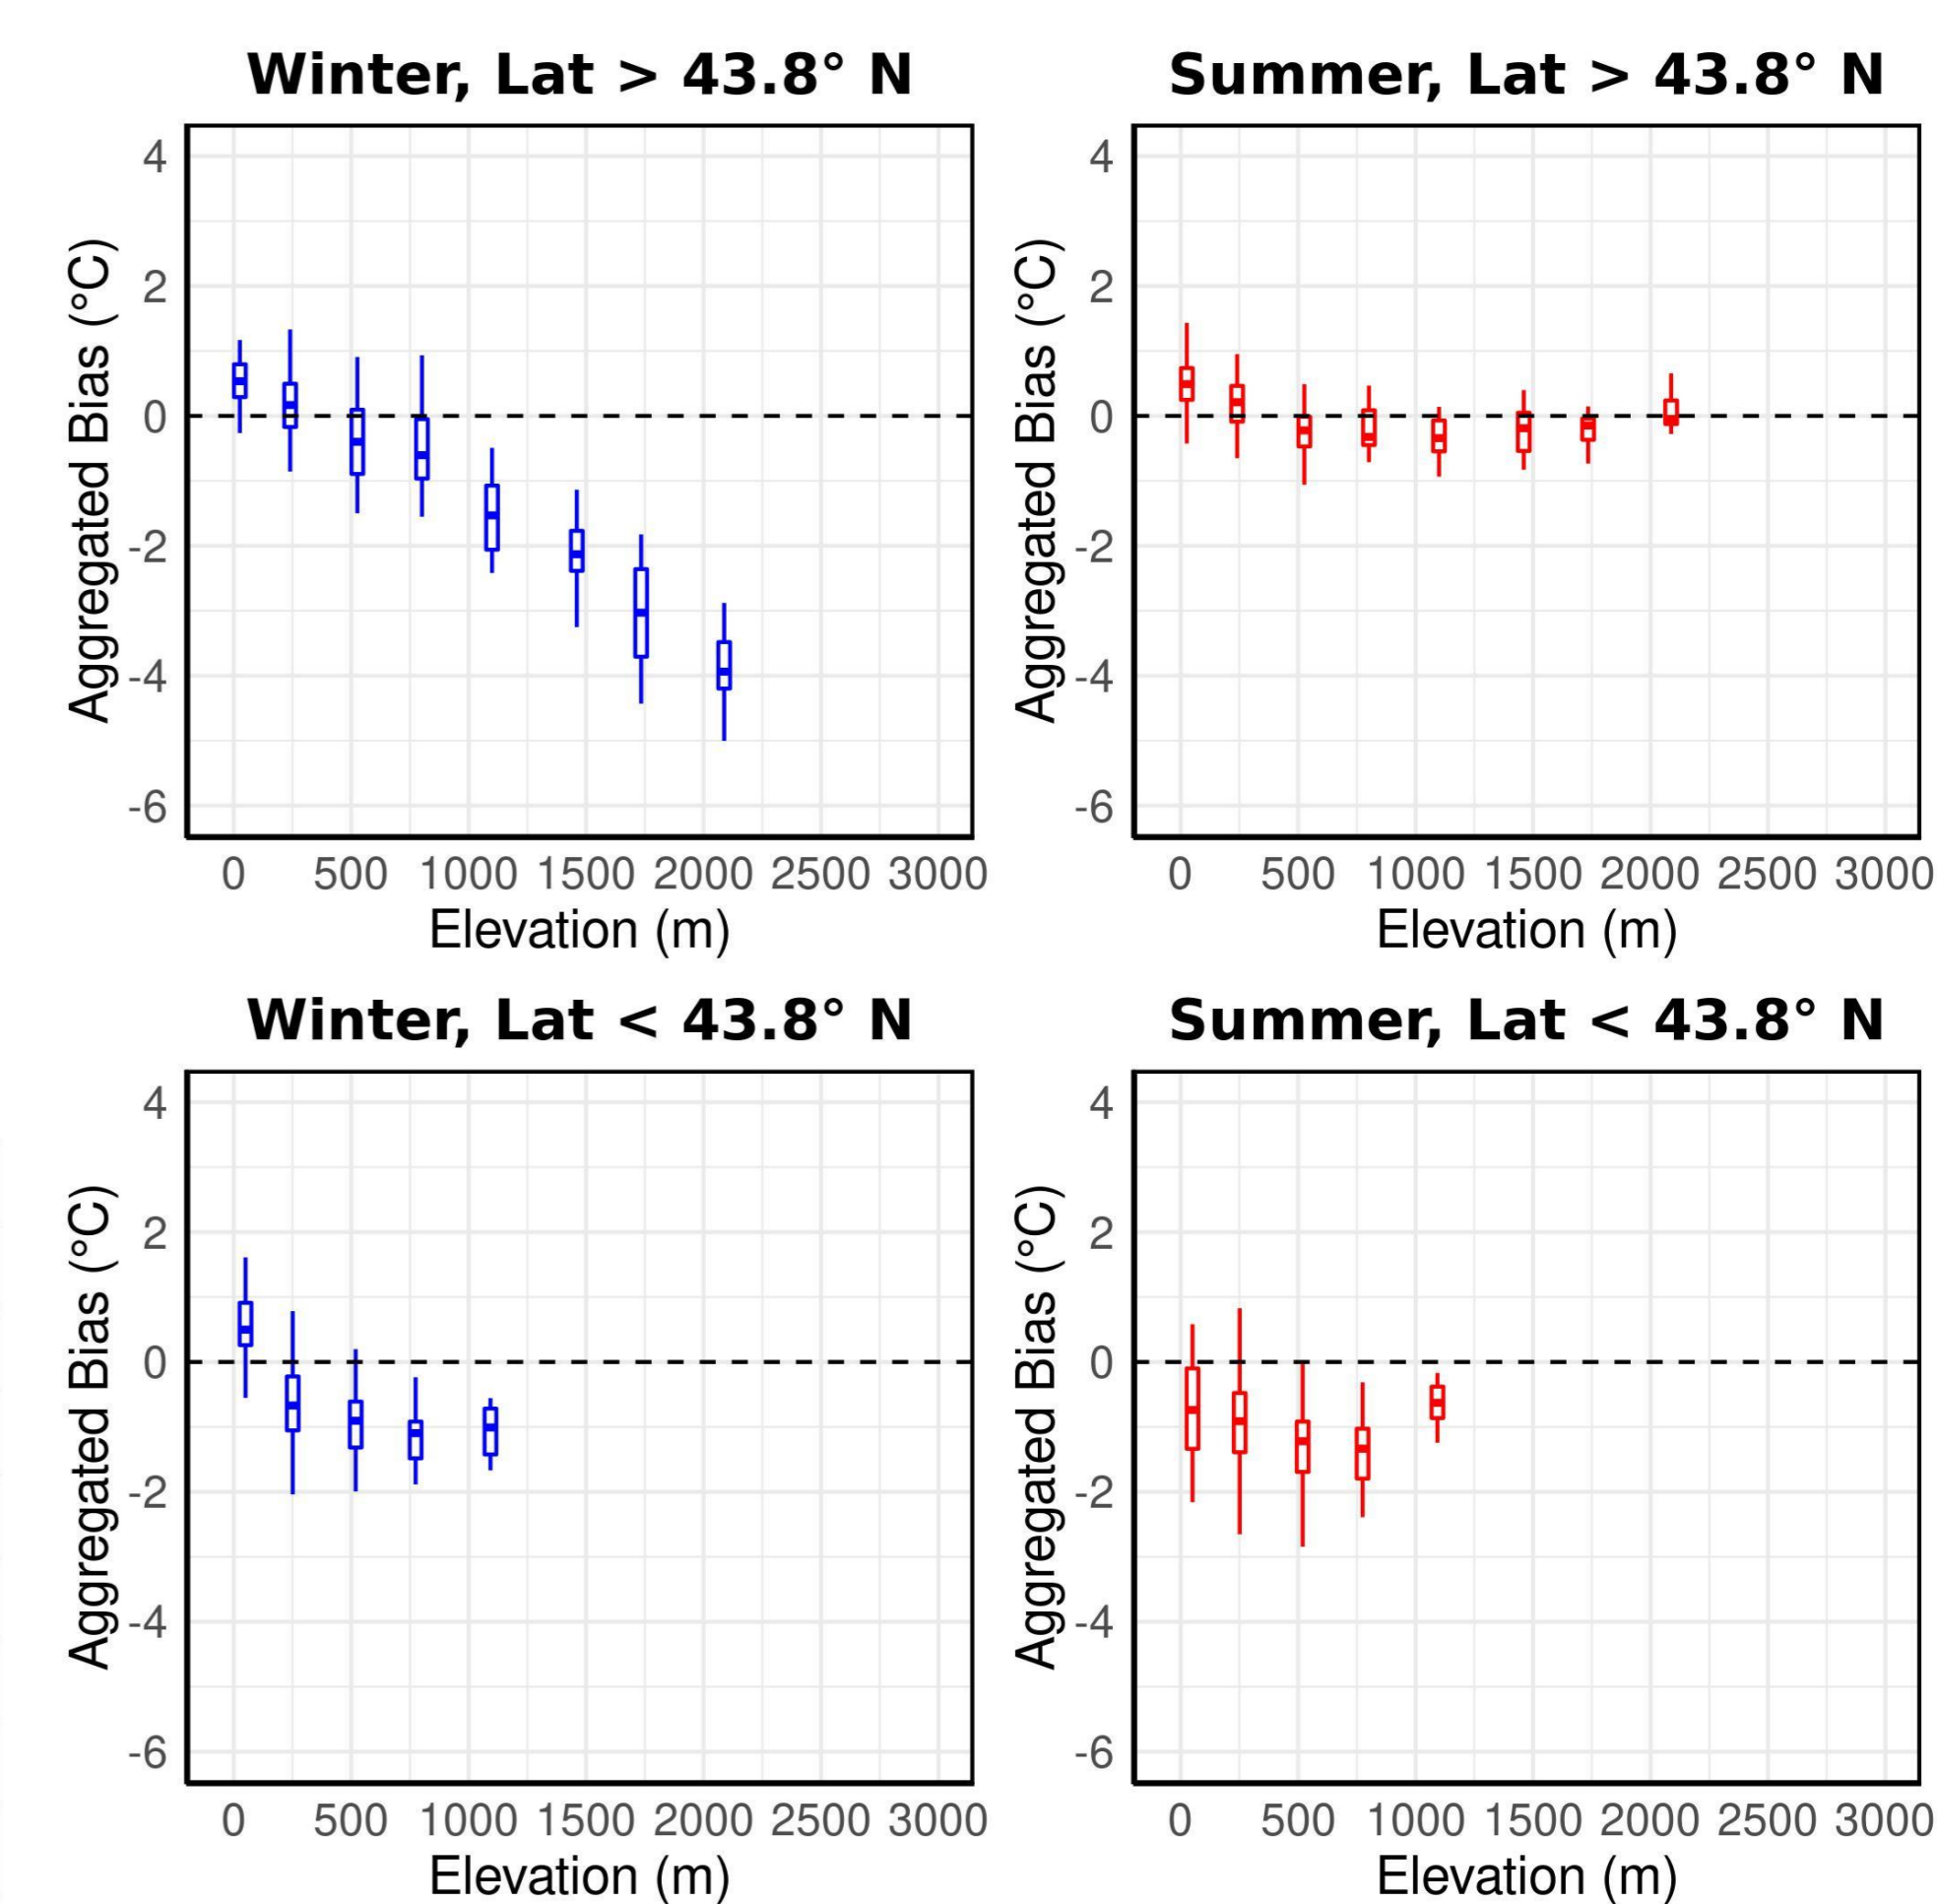 Winter, Lat > 43.8° N
Aggregated Bias (°C)
4
2
0
-2
-4
-6
0 500 1000 1500 2000 2500 3000
Elevation (m)
Summer, Lat > 43.8° N
Aggregated Bias (°C)
4
2
0
-2
-4
-6
0 500 1000 1500 2000 2500 3000
Elevation (m)
Winter, Lat < 43.8° N
Aggregated Bias (°C)
4
2
0
-2
-4
-6
0 500 1000 1500 2000 2500 3000
Elevation (m)
Summer, Lat < 43.8° N
Aggregated Bias (°C)
4
2
0
-2
-4
-6
0 500 1000 1500 2000 2500 3000
Elevation (m)